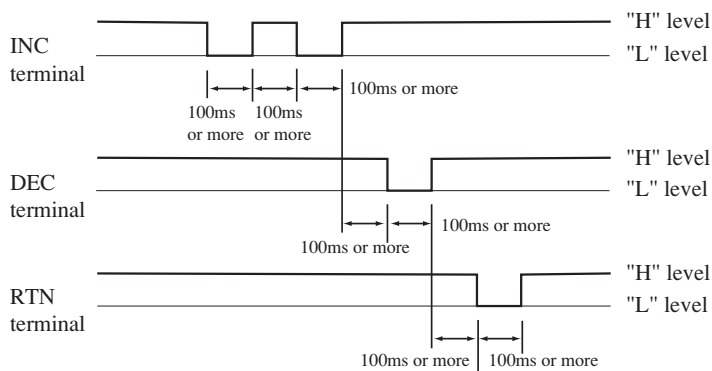 "H" level
INC
terminal
"L" level
100ms or more
100ms
or more
100ms
or more
"H" level
DEC
terminal
"L" level
100ms or more
100ms or more
"H" level
RTN
terminal
"L" level
100ms or more
100ms or more